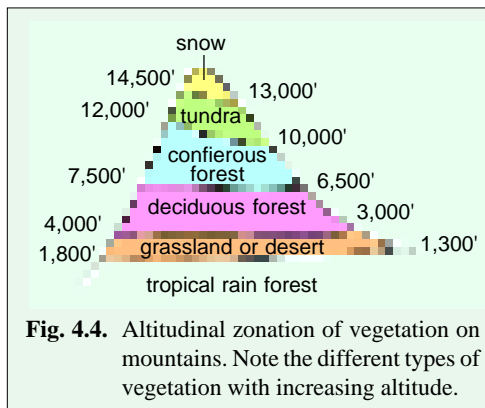 snow
14,500'
13,000'
12,000'
tundra
10,000'
confierous
forest
7,500'
6,500'
deciduous forest
3,000'
4,000'
grassland or desert
1,300'
1,800'
tropical rain forest
Fig. 4.4. Altitudinal zonation of vegetation on
mountains. Note the different types of
vegetation with increasing altitude.